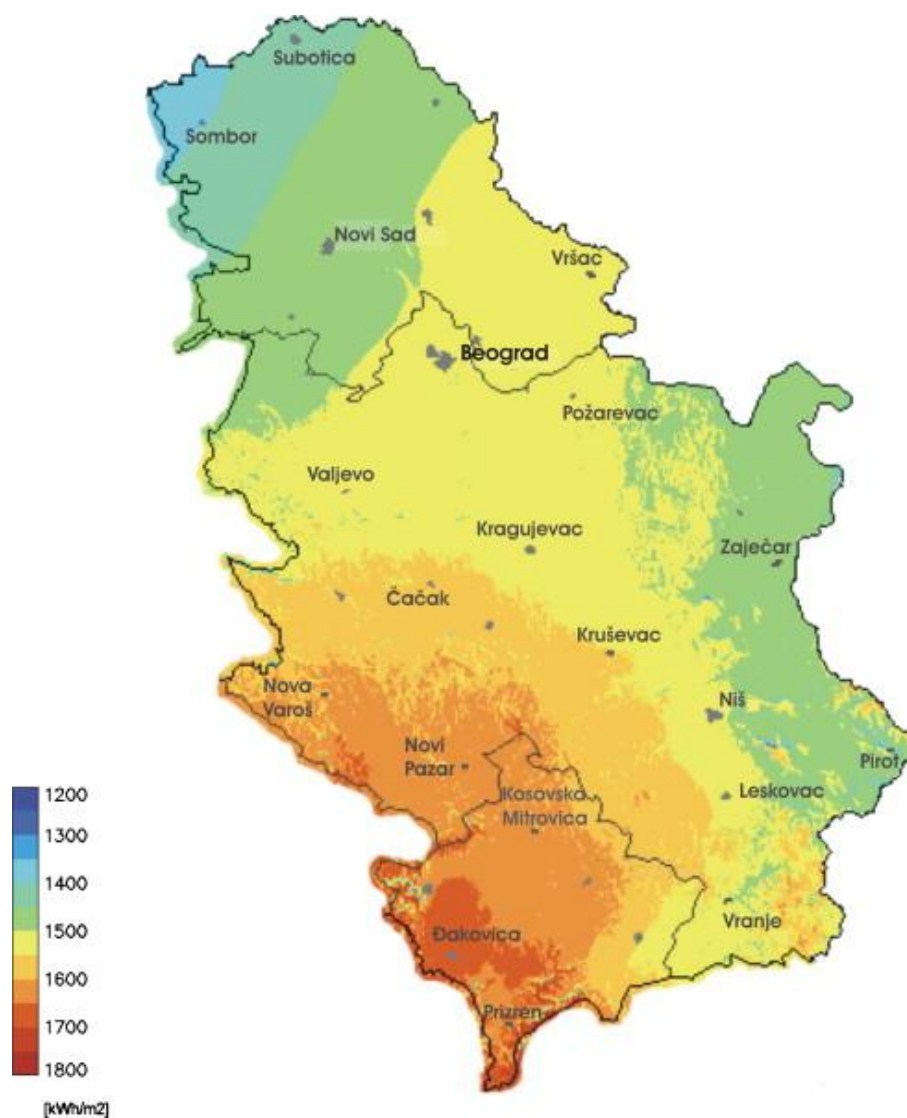 Subotica
Sombor
Novi Sad
Vršac
Beograd
Požarevac
Valjevo
Kragujevac
Zaječar
Čačak
Kruševac
Nova
Varoš
Niš
Novi
Pazar
Pirot
Kosovska
Mitrovica
Leskovac
Vranje
Đakovica
Prizren
1200
1300
1400
1500
1600
1700
1800
[kWh/m2]